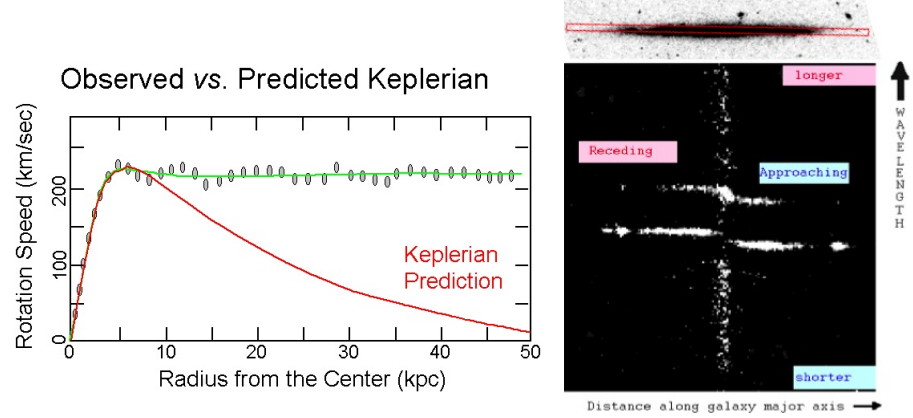 Observed vs. Predicted Keplerian
Rotation Speed (km/sec)
200
100
0
0
10
20
30
40
50
Radius from the Center (kpc)
Keplerian
Prediction
longer
Receding
Approaching
shorter
WAVELENGTH
Distance along galaxy major axis